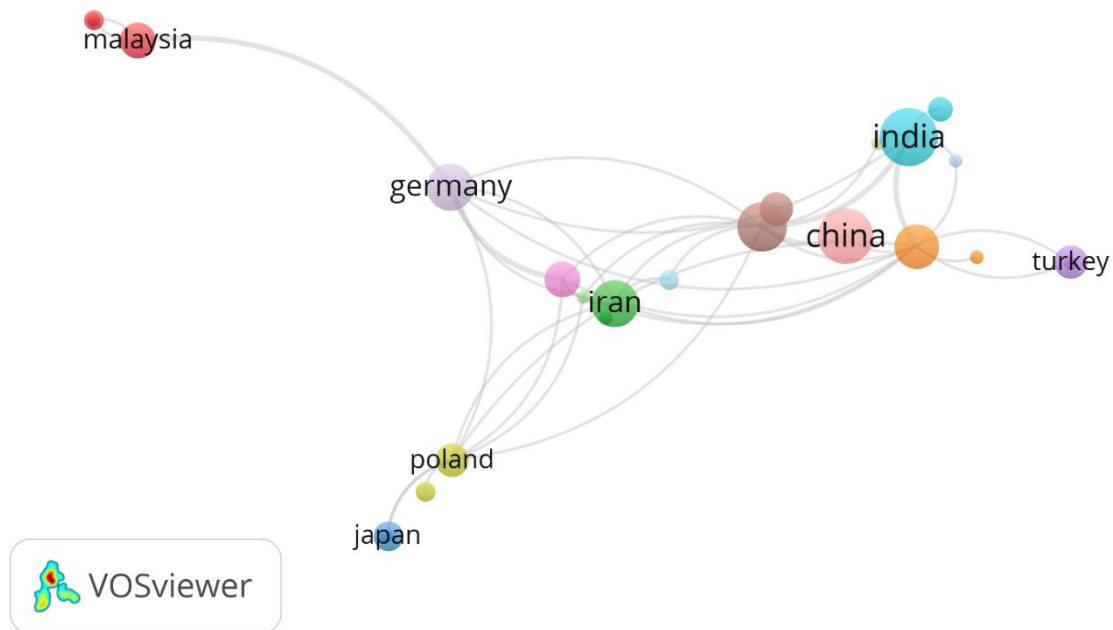 malaysia
india
germany
china
turkey
iran
poland
japan
VOSviewer